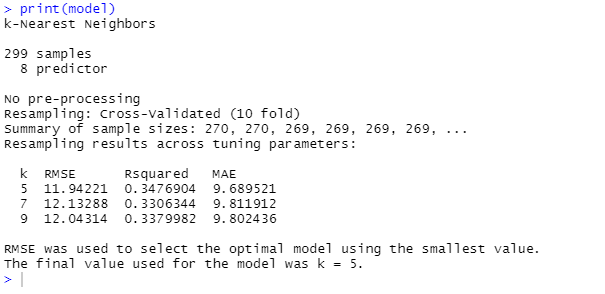 > print(model)
k-Nearest Neighbors
299 samples
8 predictor
No pre-processing
Resampling: Cross-Validated (10 fold)
Summary of sample sizes: 270, 270, 269, 269, 269, 269, ...
Resampling results across tuning parameters:
k  RMSE      Rsquared   MAE
5  11.94221  0.3476904  9.689521
7  12.13288  0.3306344  9.811912
9  12.04314  0.3379982  9.802436
RMSE was used to select the optimal model using the smallest value.
The final value used for the model was k = 5.
>